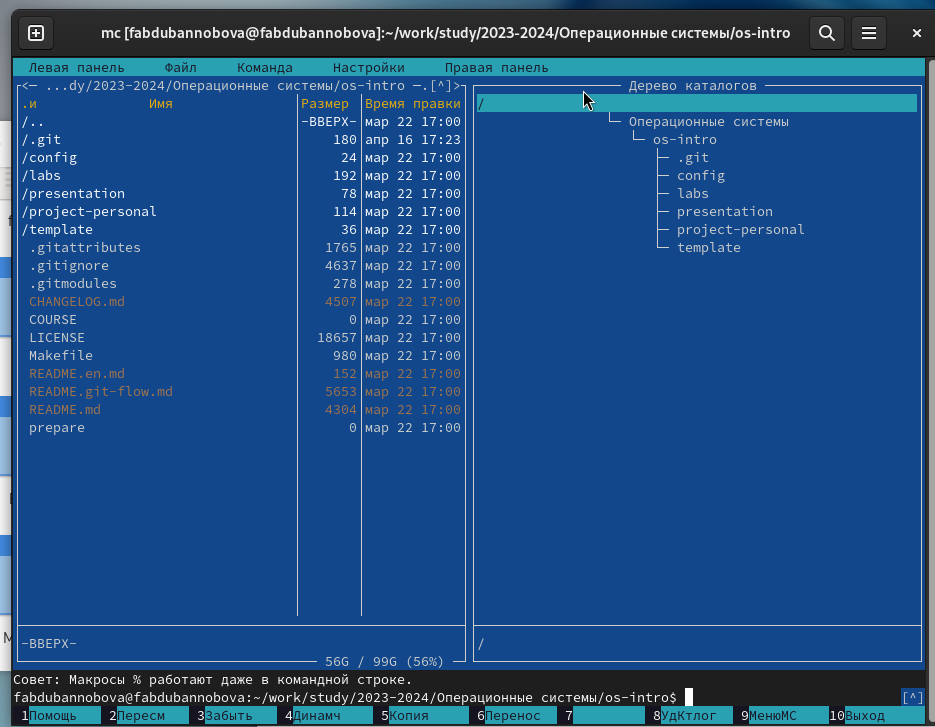 mc [fabdubannobova@fabdubannobova]:~/work/study/2023-2024/Операционные системы/os-intro
Левая панель Файл Команда Настройки Правая панель
<— ...dy/2023-2024/Операционные системы/os-intro —.[^]>
.и Имя Размер Время правки
/.. -ВВЕРХ- мар 22 17:00
/.git 180 апр 16 17:23
/config 24 мар 22 17:00
/labs 192 мар 22 17:00
/presentation 78 мар 22 17:00
/project-personal 114 мар 22 17:00
/template 36 мар 22 17:00
.gitattributes 1765 мар 22 17:00
.gitignore 4637 мар 22 17:00
.gitmodules 278 мар 22 17:00
CHANGELOG.md 4507 мар 22 17:00
COURSE 0 мар 22 17:00
LICENSE 18657 мар 22 17:00
Makefile 980 мар 22 17:00
README.en.md 152 мар 22 17:00
README.git-flow.md 5653 мар 22 17:00
README.md 4304 мар 22 17:00
prepare 0 мар 22 17:00
-ВВЕРХ-
56G / 99G (56%)
Дерево каталогов
/
Операционные системы
os-intro
.git
config
labs
presentation
project-personal
template
/
Совет: Макросы % работают даже в командной строке.
fabdubannobova@fabdubannobova:~/work/study/2023-2024/Операционные системы/os-intro$ [^]
1Помощь 2Пересм 3Забыть 4Динамч 5Копия 6Перенос 7 8УдКтлог 9МенюМС 10Выход